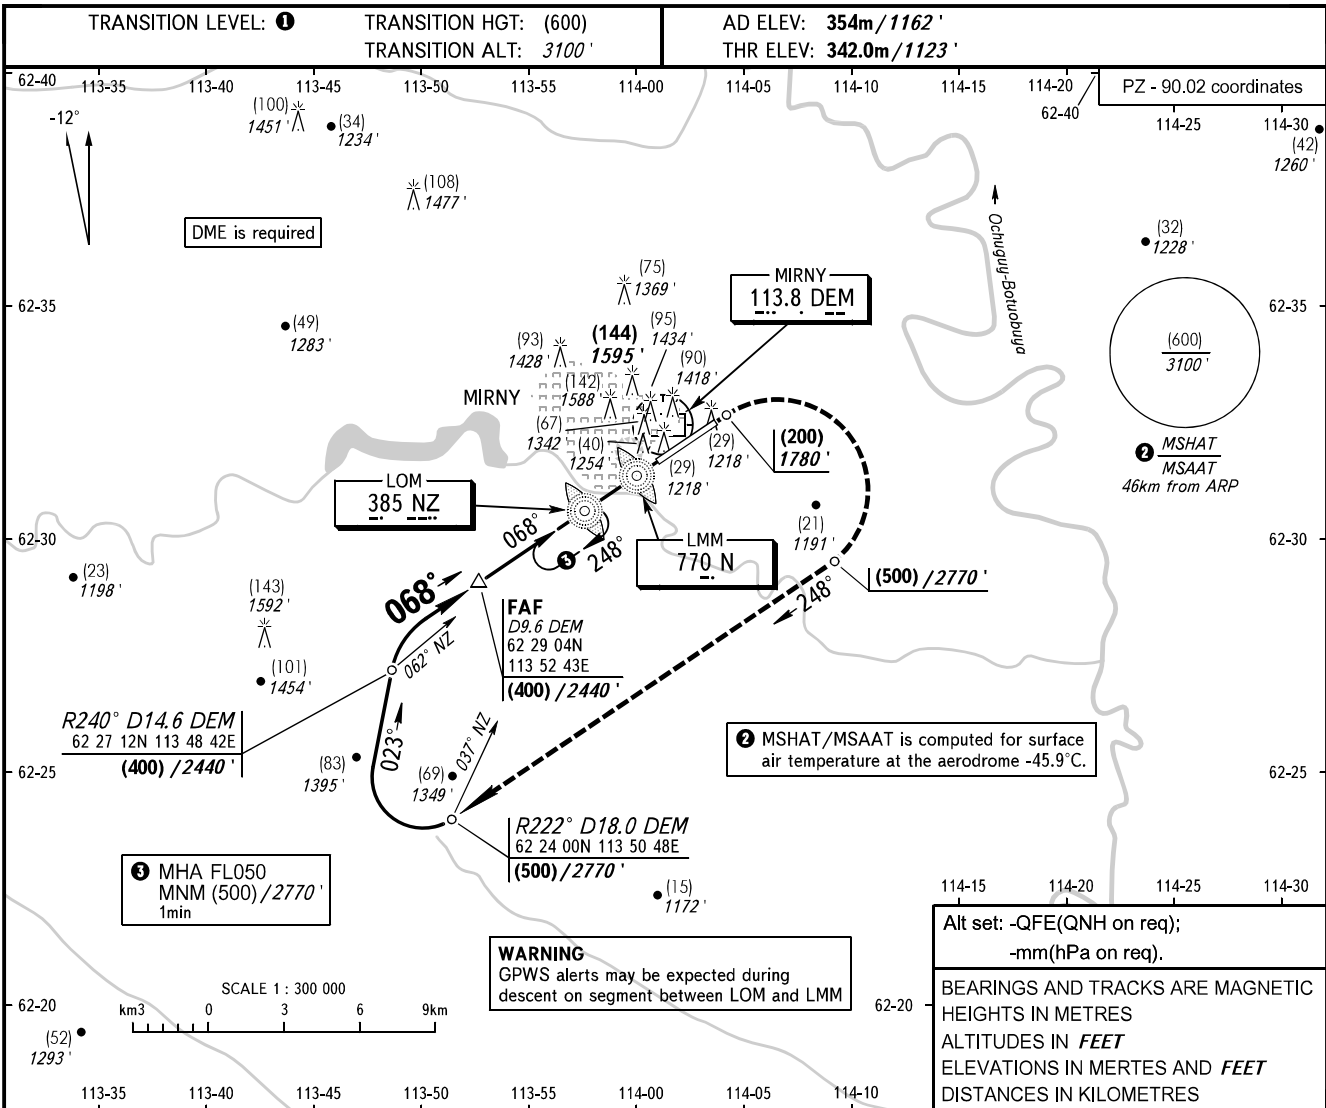 TRANSITION LEVEL: ❶
TRANSITION HGT: (600)
TRANSITION ALT: 3100 '
AD ELEV: 354m/1162 '
THR ELEV: 342.0m/1123 '
62-40 113-35 113-40 113-45 113-50 113-55 114-00 114-05 114-10 114-15 114-20
62-40
PZ - 90.02 coordinates
114-25 114-30
-12°
(100)
1451 '
(34)
1234 '
(42)
1260 '
(108)
1477 '
DME is required
Ochuguy-Botuobuya
(32)
1228 '
(75)
1369 '
MIRNY
113.8 DEM
62-35
62-35
(49)
1283 '
(93)
1428 '
(144)
1595 '
(95)
1434 '
(90)
1418 '
(600)
3100 '
MIRNY
(142)
1588 '
(67)
1342 '
(40)
1254 '
(29)
1218 '
(29)
1218 '
(200)
1780 '
❷ MSHAT
MSAAT
46km from ARP
LOM
385 NZ
(21)
1191 '
62-30
62-30
068°
❸
248°
LMM
770 N
(23)
1198 '
(143)
1592 '
068°
FAF
D9.6 DEM
62 29 04N
113 52 43E
(400) /2440 '
248°
(500) /2770 '
062° NZ
(101)
1454 '
R240° D14.6 DEM
62 27 12N 113 48 42E
(400) /2440 '
023°
037° NZ
(83)
1395 '
(69)
1349 '
❷ MSHAT/MSAAT is computed for surface
air temperature at the aerodrome -45.9°C.
62-25
62-25
R222° D18.0 DEM
62 24 00N 113 50 48E
(500) /2770 '
❸ MHA FL050
MNM (500) /2770 '
1min
(15)
1172 '
114-15 114-20 114-25 114-30
Alt set: -QFE(QNH on req);
-mm(hPa on req).
WARNING
GPWS alerts may be expected during
descent on segment between LOM and LMM
SCALE 1 : 300 000
km3 0 3 6 9km
62-20
62-20
(52)
1293 '
BEARINGS AND TRACKS ARE MAGNETIC
HEIGHTS IN METRES
ALTITUDES IN FEET
ELEVATIONS IN MERTES AND FEET
DISTANCES IN KILOMETRES
113-35 113-40 113-45 113-50 113-55 114-00 114-05 114-10